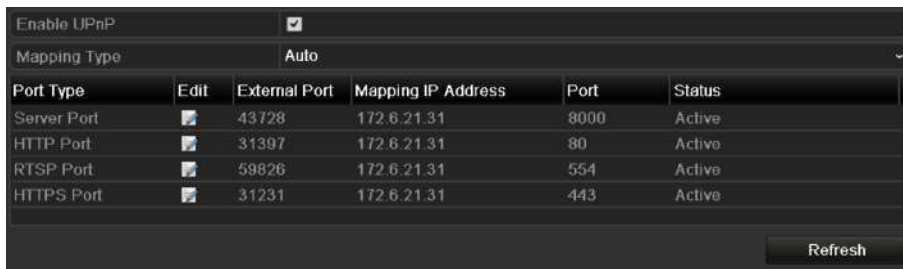 Enable UPnP
Mapping Type Auto
Port Type Edit External Port Mapping IP Address Port Status
Server Port 43728 172.6.21.31 8000 Active
HTTP Port 31397 172.6.21.31 80 Active
RTSP Port 59826 172.6.21.31 554 Active
HTTPS Port 31231 172.6.21.31 443 Active
Refresh